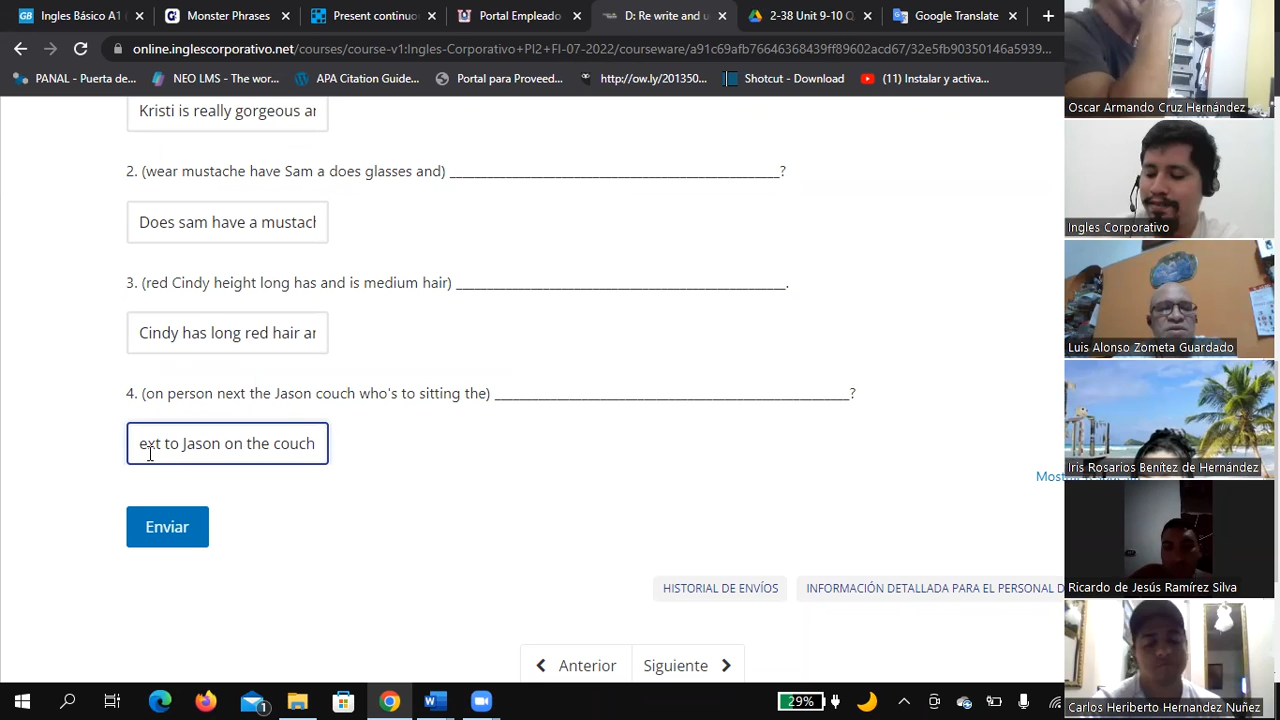 Ingles Básico A1 (
Monster Phrases
Present continuo
Portal Empleado
D: Re write and u
2-38 Unit 9-10 Q
Google Translate
online.inglescorporativo.net/courses/course-v1:Ingles-Corpora PI2+FI-07-2022/courseware/a91c69afb76646368439ff89602acd67/32e5fb90350146a5939...
PANAL - Puerta de...
NEO LMS - The wor...
APA Citation Guide...
Portal para Proveed...
http://ow.ly/201350...
Shotcut - Download
(11) Instalar y activa...
Kristi is really gorgeous ar
2. (wear mustache have Sam a does glasses and) ?
Does sam have a mustach
3. (red Cindy height long has and is medium hair) .
Cindy has long red hair ar
4. (on person next the Jason couch who's to sitting the) ?
ext to Jason on the couch
Enviar
HISTORIAL DE ENVÍOS
INFORMACIÓN DETALLADA PARA EL PERSONAL D
Anterior
Siguiente
29%
Oscar Armando Cruz Hernández
Ingles Corporativo
Luis Alonso Zometa Guardado
Iris Rosarios Benítez de Hernández
Ricardo de Jesús Ramírez Silva
Carlos Heriberto Hernandez Nuñez